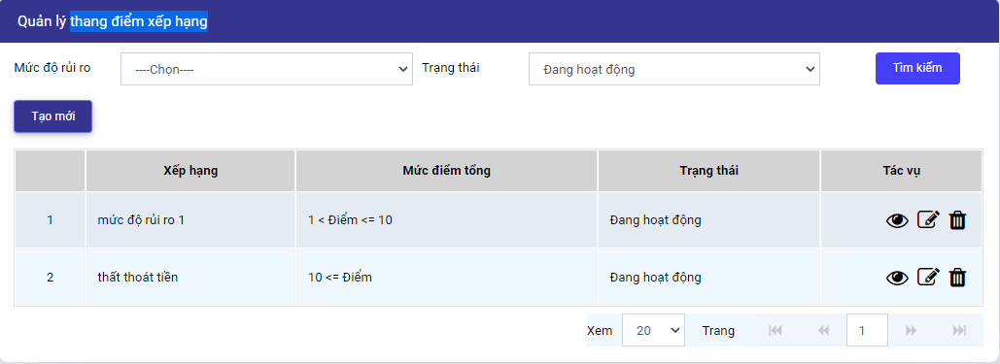 Quản lý thang điểm xếp hạng
Mức độ rủi ro ----Chọn---- Trạng thái Đang hoạt động Tìm kiếm
Tạo mới
Xếp hạng Mức điểm tổng Trạng thái Tác vụ
1 mức độ rủi ro 1 1 < Điểm <= 10 Đang hoạt động
2 thất thoát tiền 10 <= Điểm Đang hoạt động
Xem 20 Trang 1